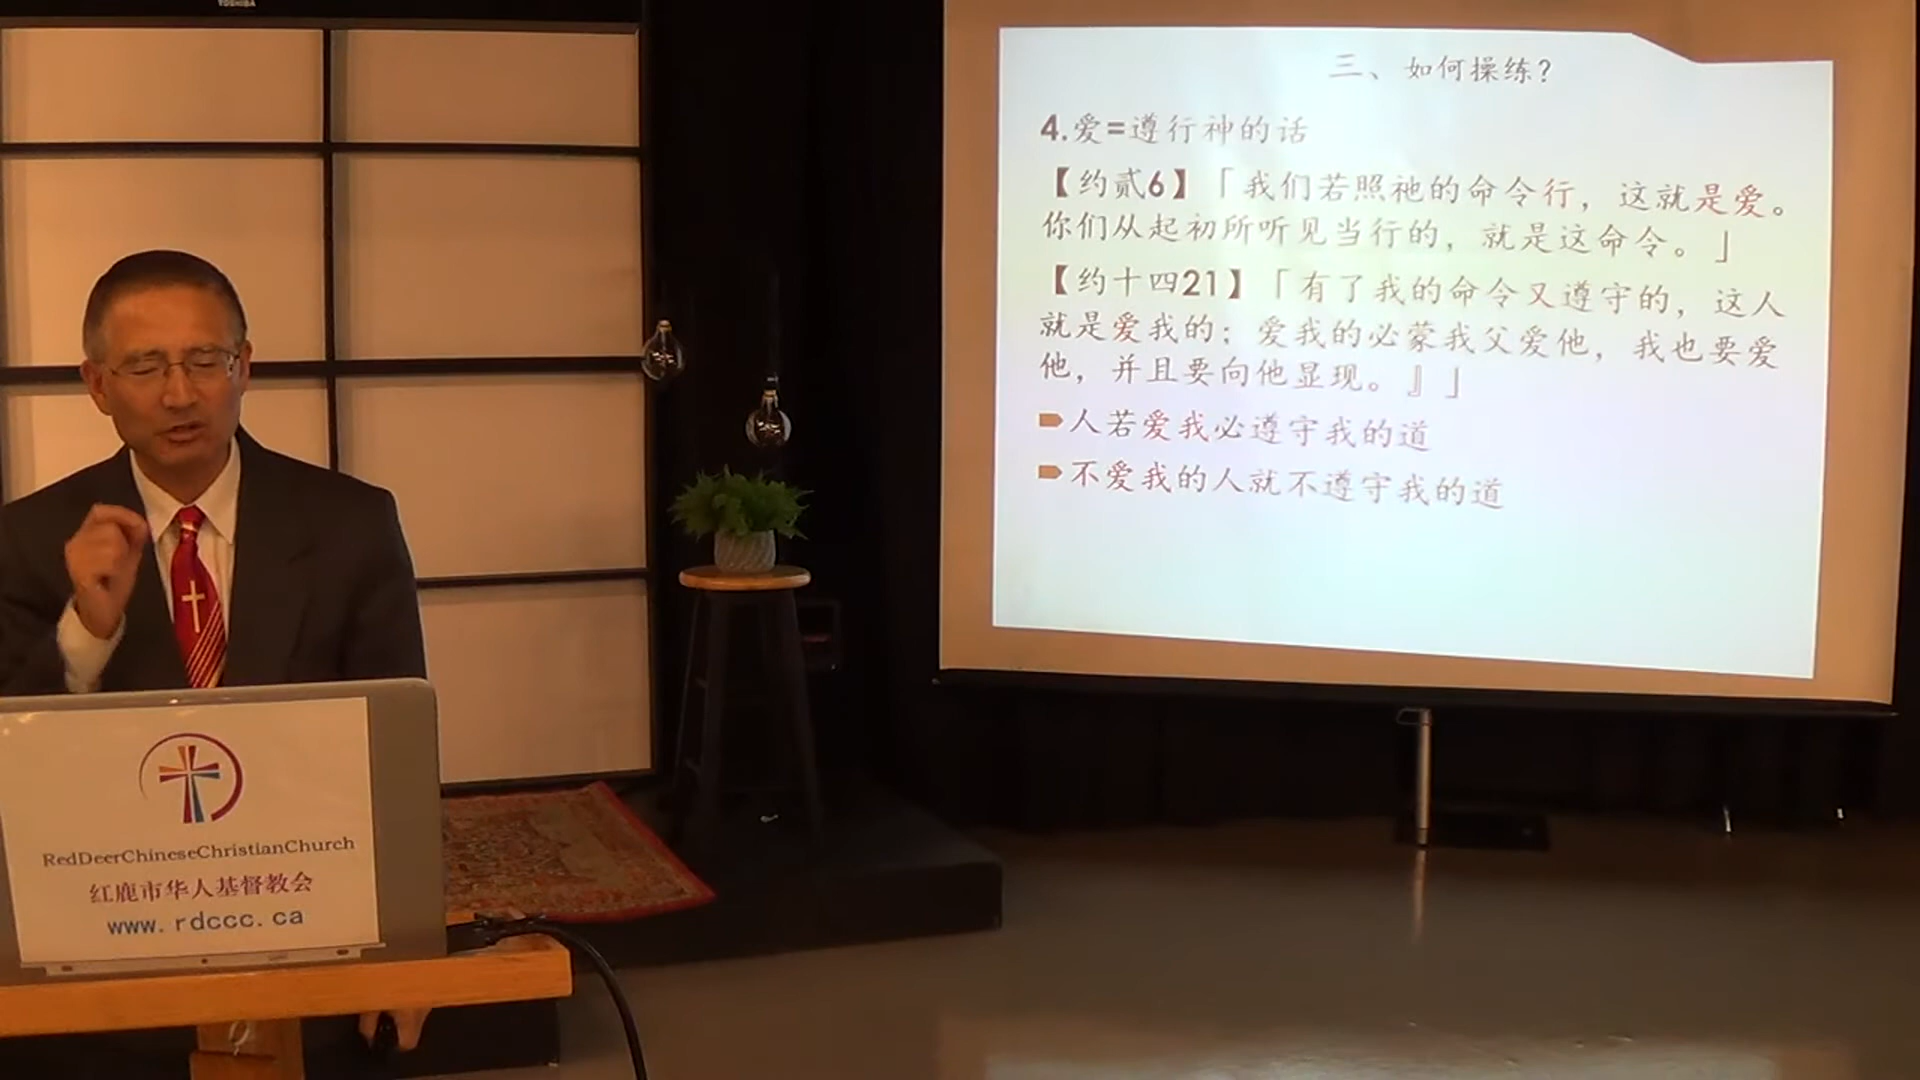 TOSHIBA
三、如何操练?
4.爱=遵行神的话
【约贰6】「我们若照祂的命令行，这就是爱。
你们从起初所听见当行的，就是这命令。」
【约十四21】「有了我的命令又遵守的，这人
就是爱我的；爱我的必蒙我父爱他，我也要爱
他，并且要向他显现。』」
人若爱我必遵守我的道
不爱我的人就不遵守我的道
RedDeerChineseChristianChurch
红鹿市华人基督教会
www.rdccc.ca